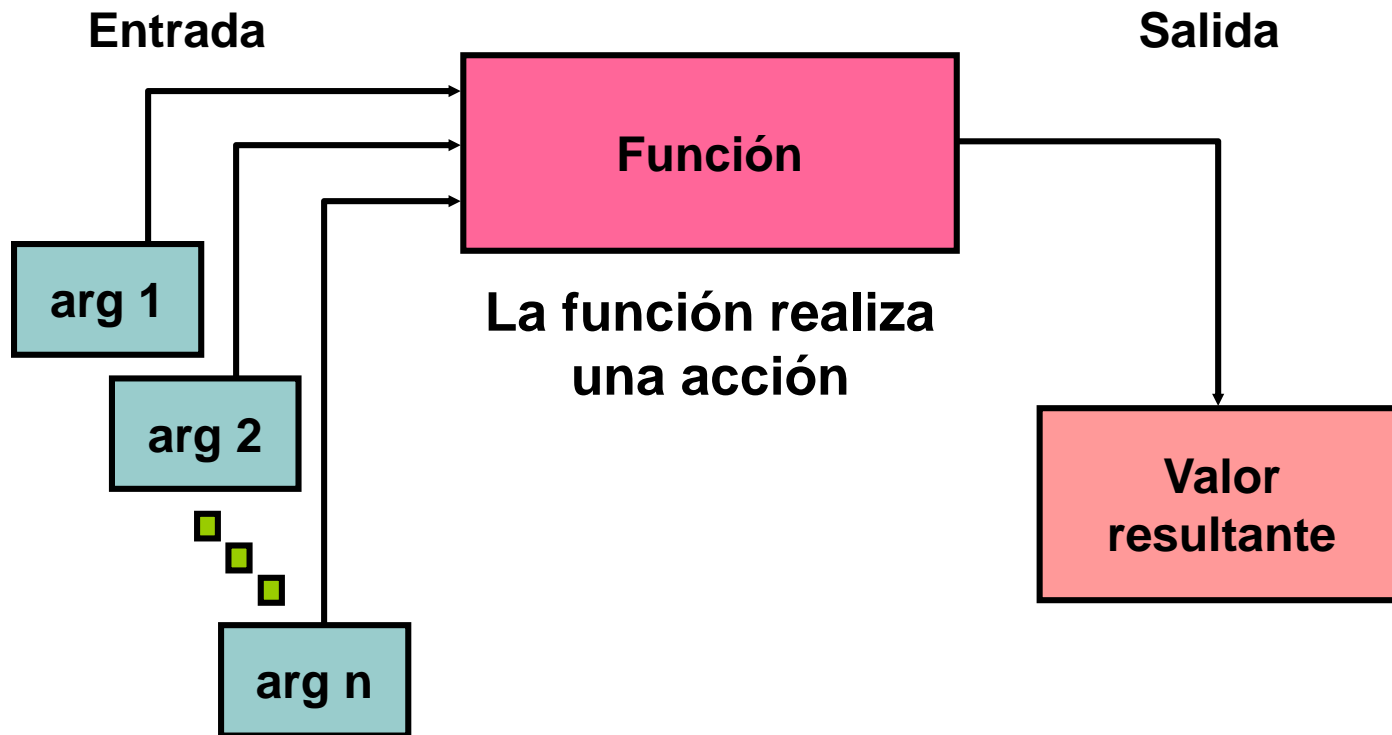 Entrada
Salida
Función
arg 1
La función realiza
una acción
arg 2
Valor
resultante
arg n